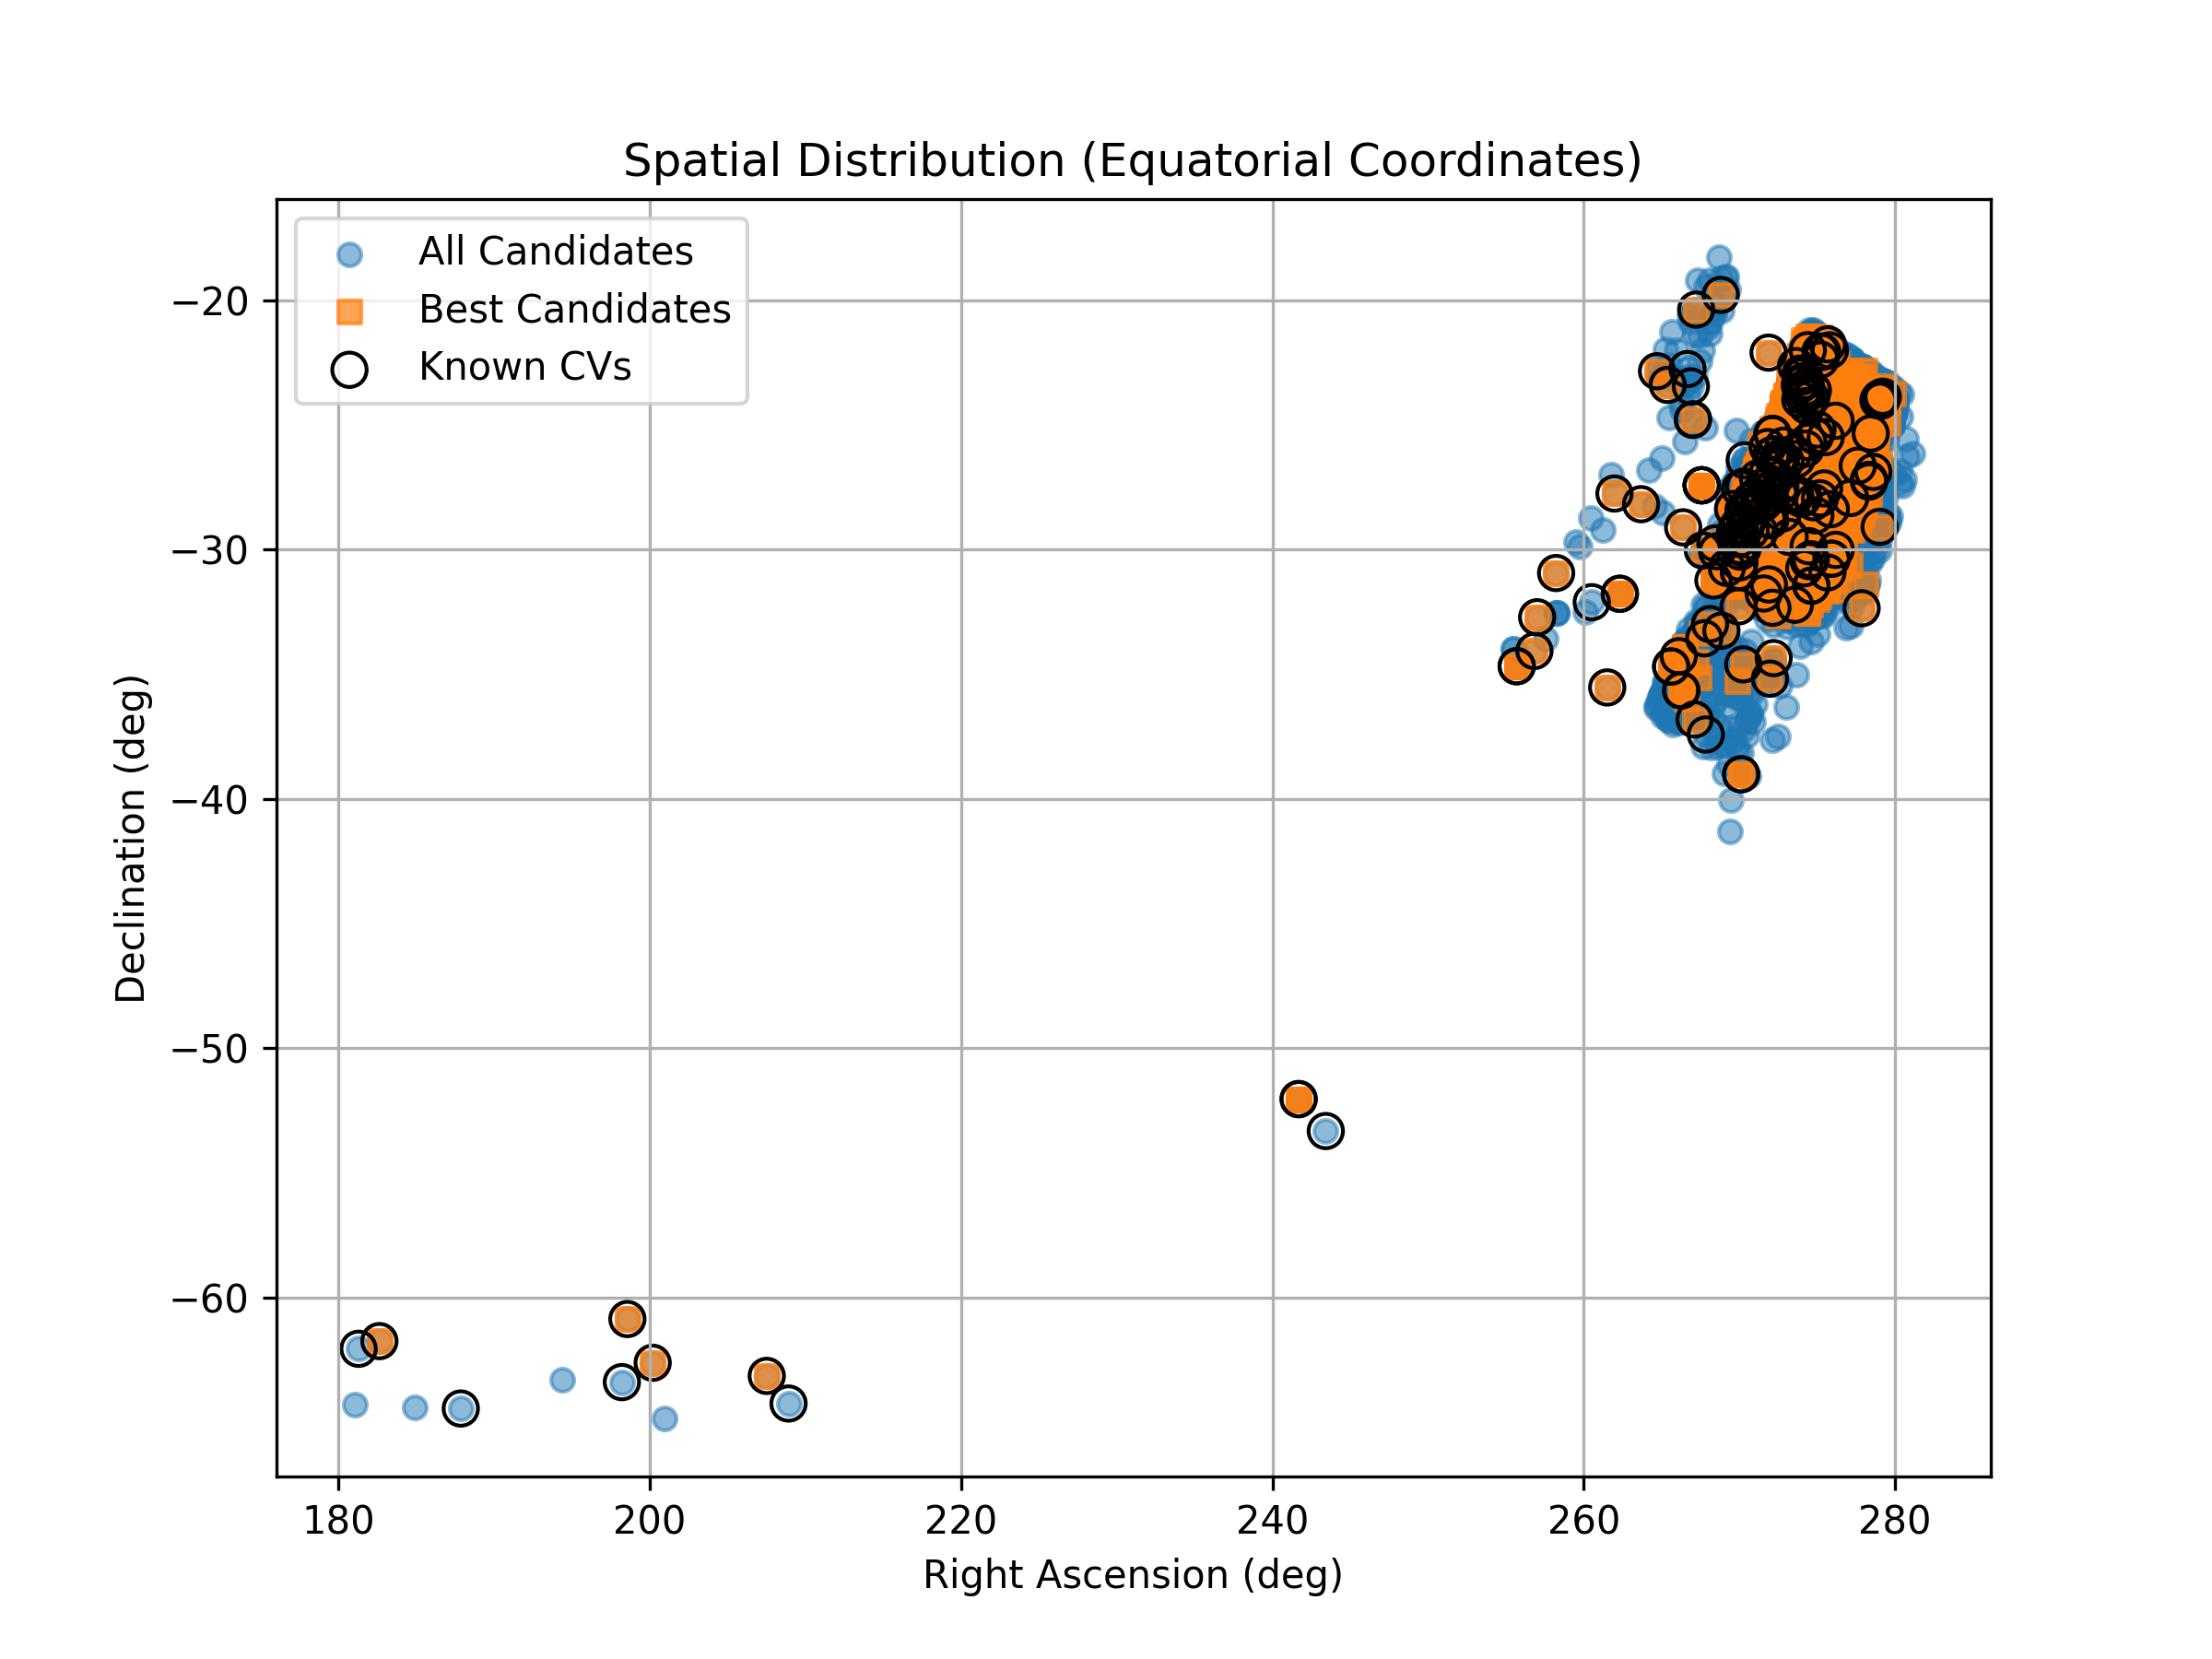 Spatial Distribution (Equatorial Coordinates)
All Candidates
Best Candidates
Known CVs
−20
−30
−40
−50
−60
Declination (deg)
180 200 220 240 260 280
Right Ascension (deg)